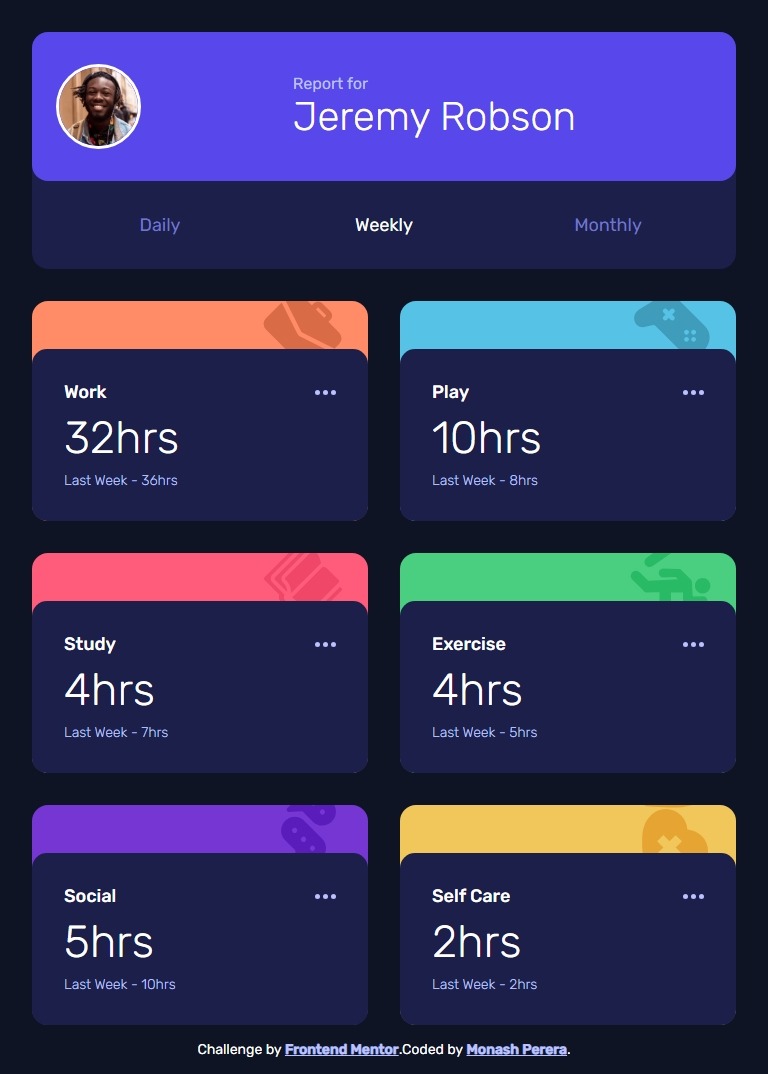 Report for
Jeremy Robson
Daily Weekly Monthly
Work
32hrs
Last Week - 36hrs
Play
10hrs
Last Week - 8hrs
Study
4hrs
Last Week - 7hrs
Exercise
4hrs
Last Week - 5hrs
Social
5hrs
Last Week - 10hrs
Self Care
2hrs
Last Week - 2hrs
Challenge by Frontend Mentor.Coded by Monash Perera.